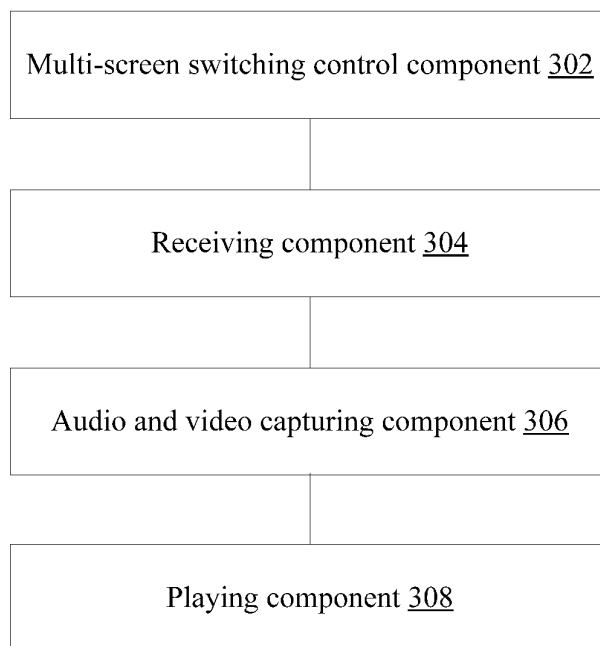 Multi-screen switching control component 302
Receiving component 304
Audio and video capturing component 306
Playing component 308